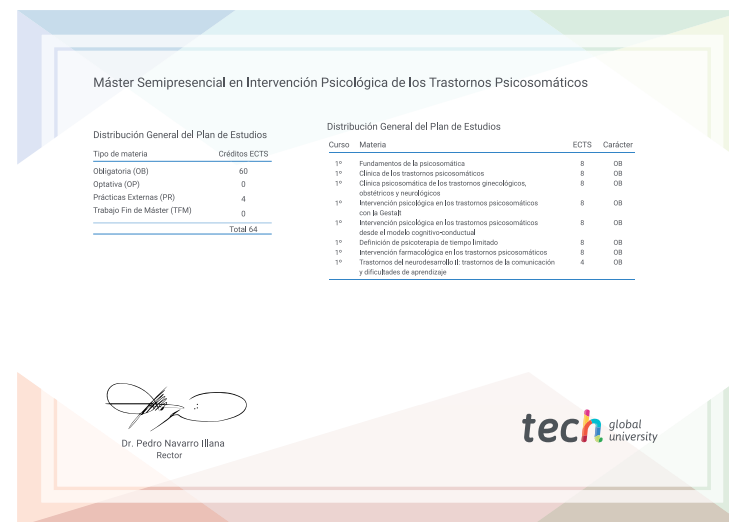 Máster Semipresencial en Intervención Psicológica de los Trastornos Psicosomáticos
Distribución General del Plan de Estudios
Tipo de materia Créditos ECTS
Obligatoria (OB) 60
Optativa (OP) 0
Prácticas Externas (PR) 4
Trabajo Fin de Máster (TFM) 0
Total 64
Distribución General del Plan de Estudios
Curso Materia ECTS Carácter
1º Fundamentos de la psicosomática 8 OB
1º Clínica de los trastornos psicosomáticos 8 OB
1º Clínica psicosomática de los trastornos ginecológicos, 8 OB
obstétricos y neurológicos
1º Intervención psicológica en los trastornos psicosomáticos 8 OB
con la Gestalt
1º Intervención psicológica en los trastornos psicosomáticos 8 OB
desde el modelo cognitivo-conductual
1º Definición de psicoterapia de tiempo limitado 8 OB
1º Intervención farmacológica en los trastornos psicosomáticos 8 OB
1º Trastornos del neurodesarrollo II: trastornos de la comunicación 4 OB
y dificultades de aprendizaje
Dr. Pedro Navarro Illana
Rector
tech global
university